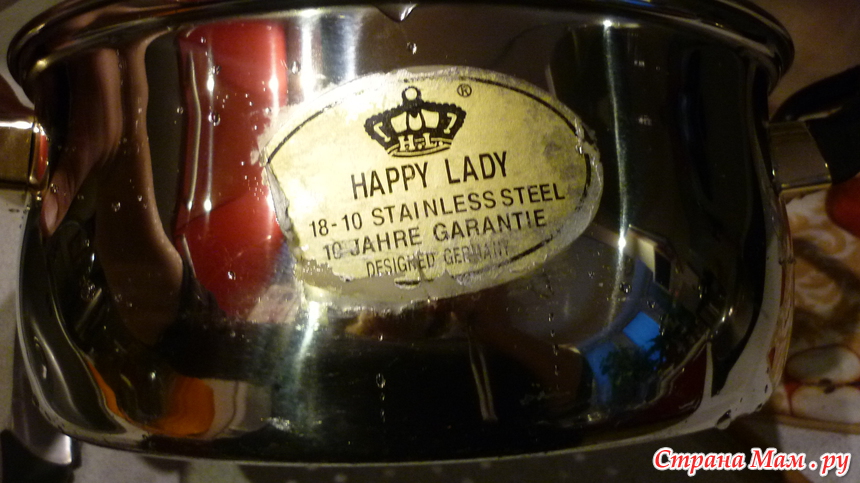 ®
H.L
HAPPY LADY
18-10 STAINLESS STEEL
10 JAHRE GARANTIE
DESIGNED GERMANY
Страна Мам.ру